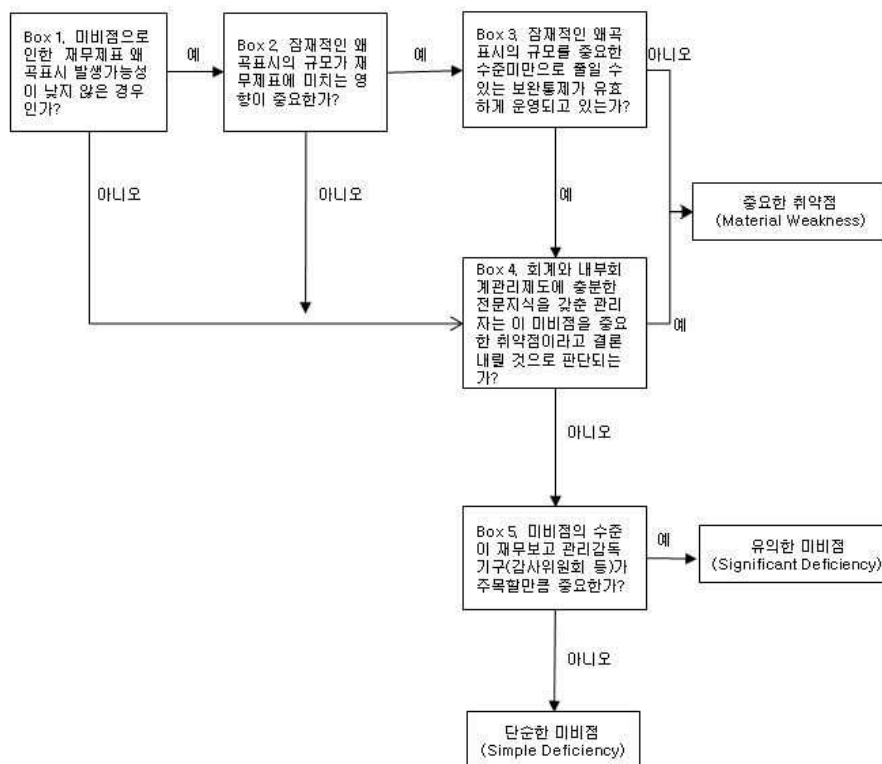 Box 1, 미비점으로
인한 재무제표 왜
곡표시 발생가능성
이 낮지 않은 경우
인가?
예
Box 2, 잠재적인 왜
곡표시의 규모가 재
무제표에 미치는 영
향이 중요한가?
예
Box 3, 잠재적인 왜곡
표시의 규모를 중요한
수준미만으로 줄일 수
있는 보완통제가 유효
하게 운영되고 있는가?
아니오
아니오
아니오
예
중요한 취약점
(Material Weakness)
Box 4, 회계와 내부회
계관리제도에 충분한
전문지식을 갖춘 관리
자는 이 미비점을 중요
한 취약점이라고 결론
내릴 것으로 판단되는
가?
예
아니오
Box 5, 미비점의 수준
이 재무보고 관리감독
기구(감사위원회 등)가
주목할만큼 중요한가?
예
유의한 미비점
(Significant Deficiency)
아니오
단순한 미비점
(Simple Deficiency)